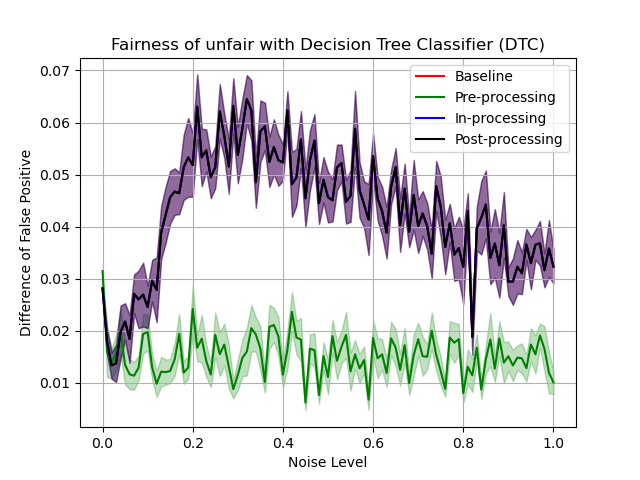 Fairness of unfair with Decision Tree Classifier (DTC)
Difference of False Positive
0.07
0.06
0.05
0.04
0.03
0.02
0.01
Baseline
Pre-processing
In-processing
Post-processing
0.0 0.2 0.4 0.6 0.8 1.0
Noise Level